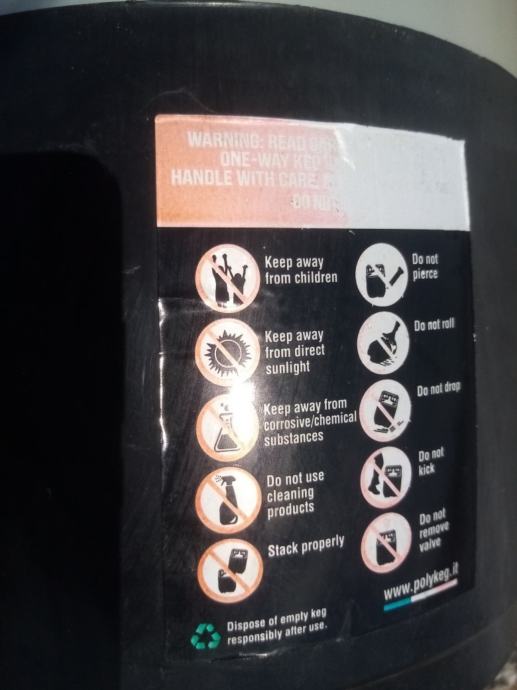 WARNING: READ
ONE-WAY KEG
HANDLE WITH CARE.
DO NOT
Keep away
from children
Keep away
from direct
sunlight
Keep away from
corrosive/chemical
substances
Do not use
cleaning
products
Stack properly
Do not
pierce
Do not roll
Do not drop
Do not
kick
Do not
remove
valve
www.polykeg.it
Dispose of empty keg
responsibly after use.